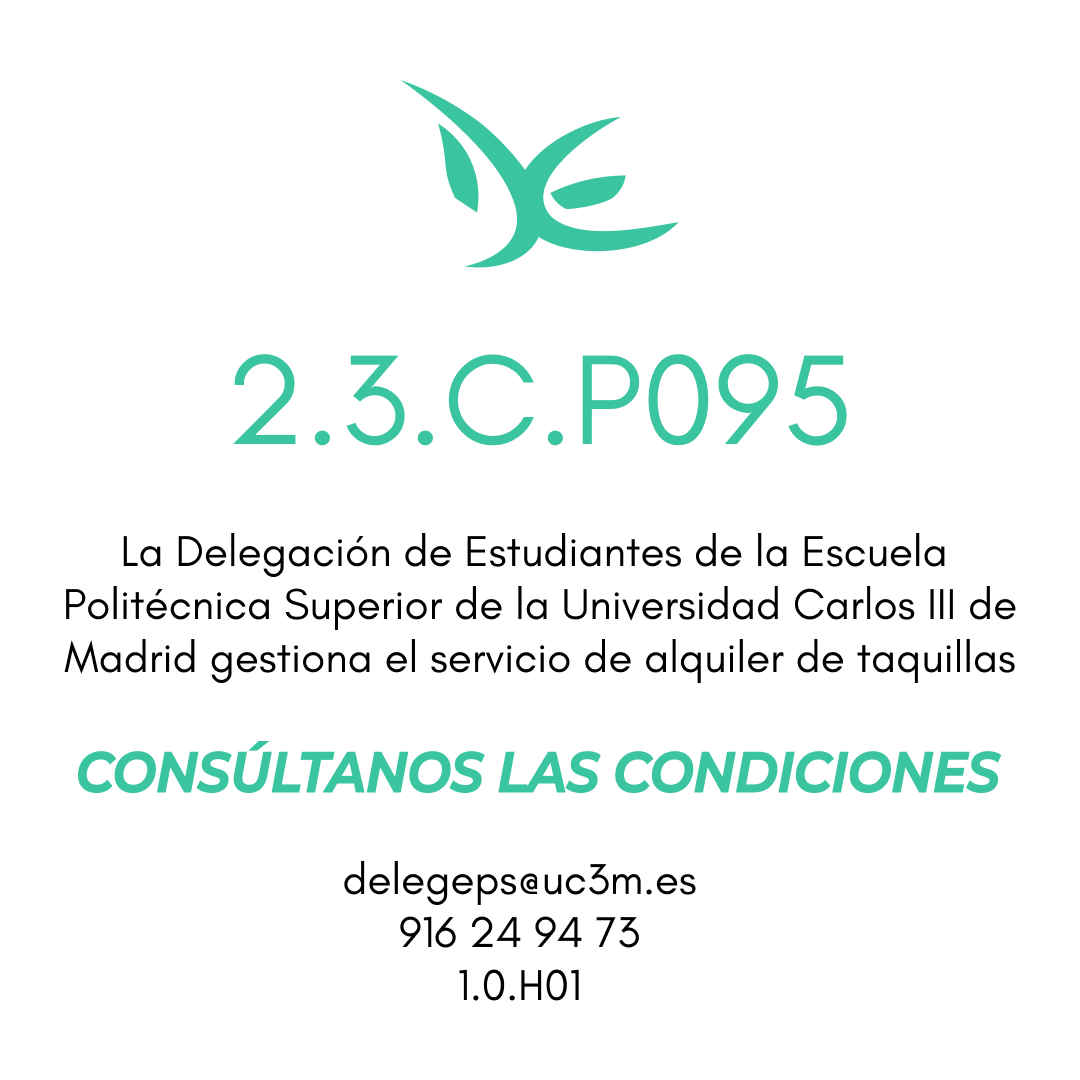 2.3.C.P095
La Delegación de Estudiantes de la Escuela
Politécnica Superior de la Universidad Carlos III de
Madrid gestiona el servicio de alquiler de taquillas
CONSÚLTANOS LAS CONDICIONES
delegeps@uc3m.es
916 24 94 73
1.0.H01